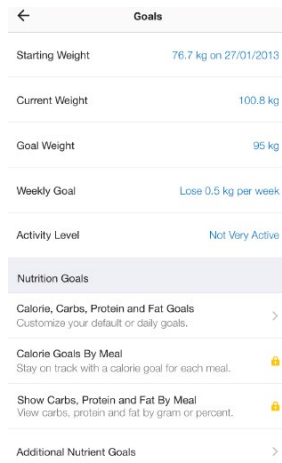 Goals
Starting Weight 76.7 kg on 27/01/2013
Current Weight 100.8 kg
Goal Weight 95 kg
Weekly Goal Lose 0.5 kg per week
Activity Level Not Very Active
Nutrition Goals
Calorie, Carbs, Protein and Fat Goals
Customize your default or daily goals.
Calorie Goals By Meal
Stay on track with a calorie goal for each meal.
Show Carbs, Protein and Fat By Meal
View carbs, protein and fat by gram or percent.
Additional Nutrient Goals